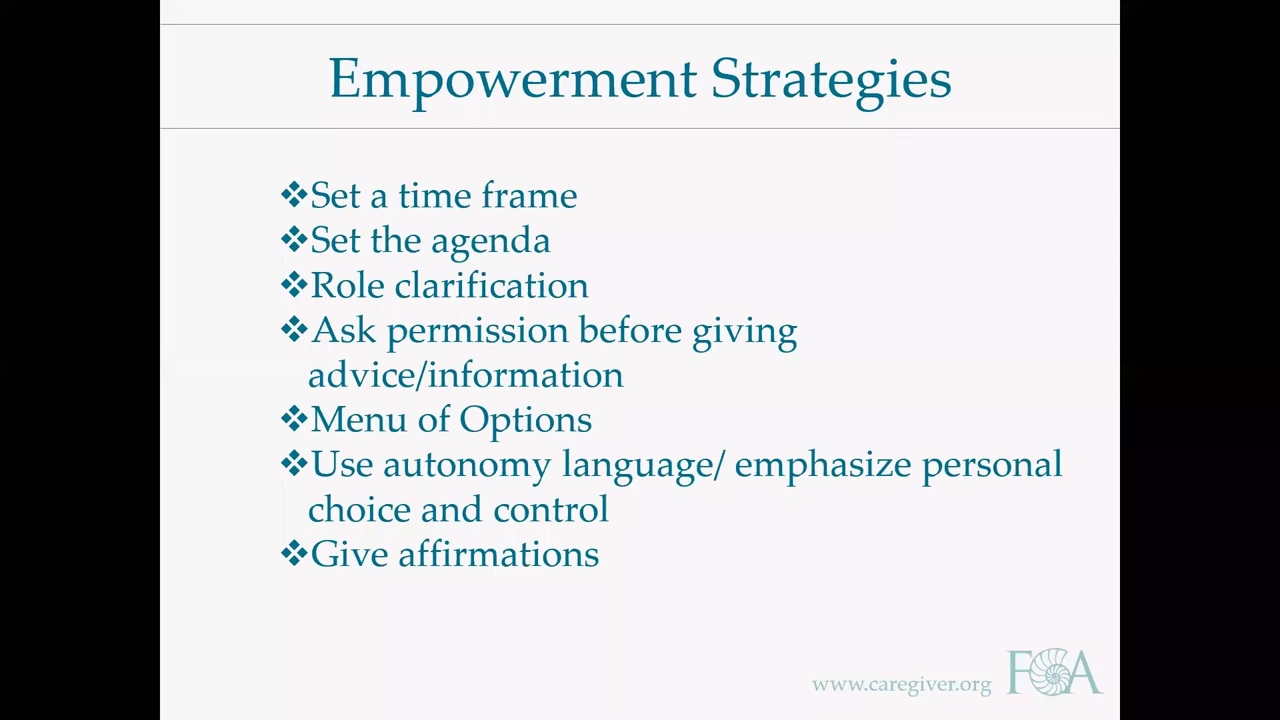 Empowerment Strategies
❖Set a time frame
❖Set the agenda
❖Role clarification
❖Ask permission before giving
advice/information
❖Menu of Options
❖Use autonomy language/ emphasize personal
choice and control
❖Give affirmations
www.caregiver.org FCA